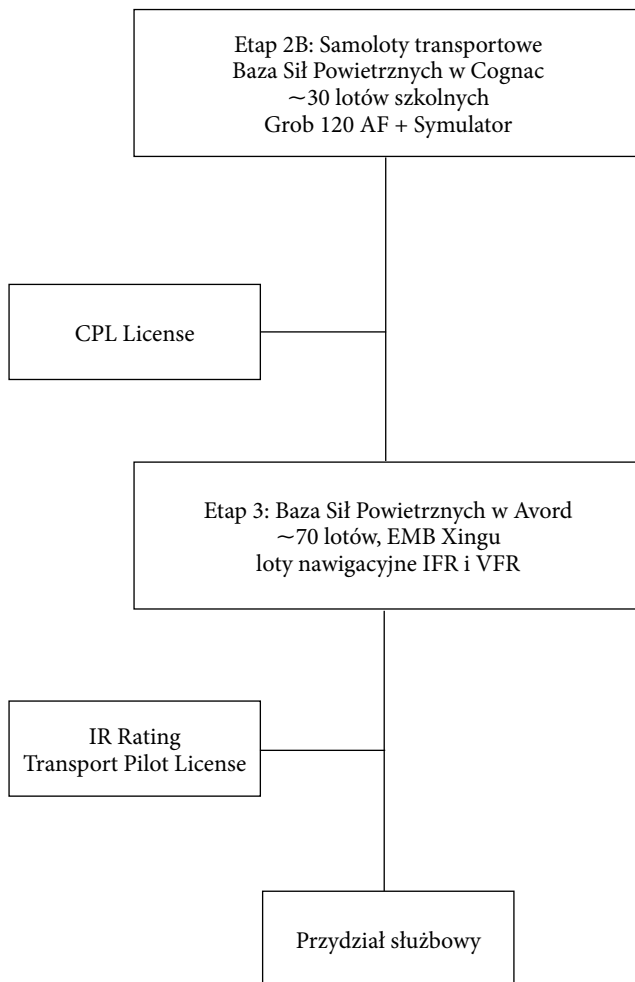 Etap 2B: Samoloty transportowe
Baza Sił Powietrznych w Cognac
~30 lotów szkolnych
Grob 120 AF + Symulator
CPL License
Etap 3: Baza Sił Powietrznych w Avord
~70 lotów, EMB Xingu
loty nawigacyjne IFR i VFR
IR Rating
Transport Pilot License
Przydział służbowy